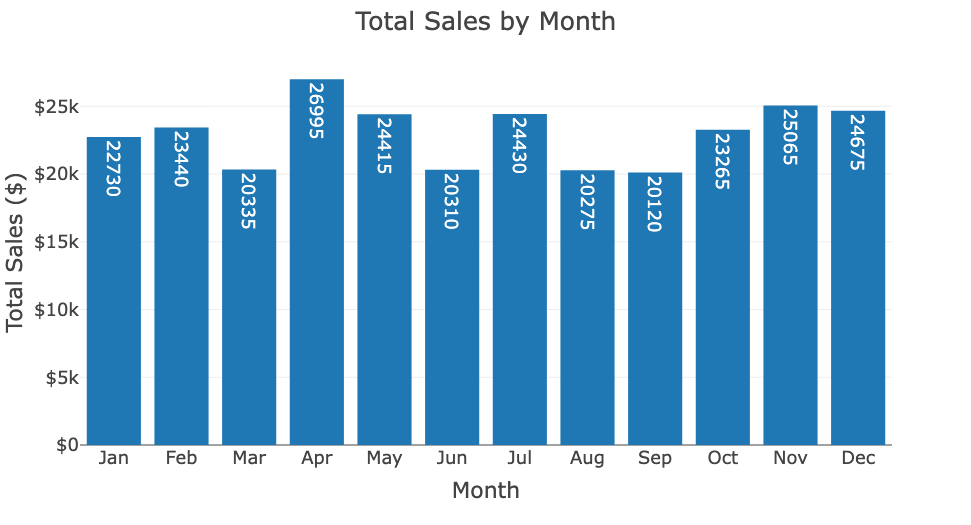 Total Sales by Month
Total Sales ($)
$25k
$20k
$15k
$10k
$5k
$0
22730
23440
20335
26995
24415
20310
24430
20275
20120
23265
25065
24675
Jan Feb Mar Apr May Jun Jul Aug Sep Oct Nov Dec
Month